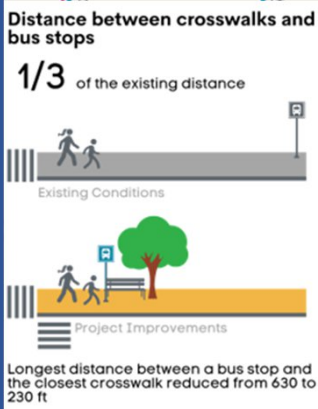 Distance between crosswalks and
bus stops
1/3 of the existing distance
Existing Conditions
Project Improvements
Longest distance between a bus stop and
the closest crosswalk reduced from 630 to
230 ft